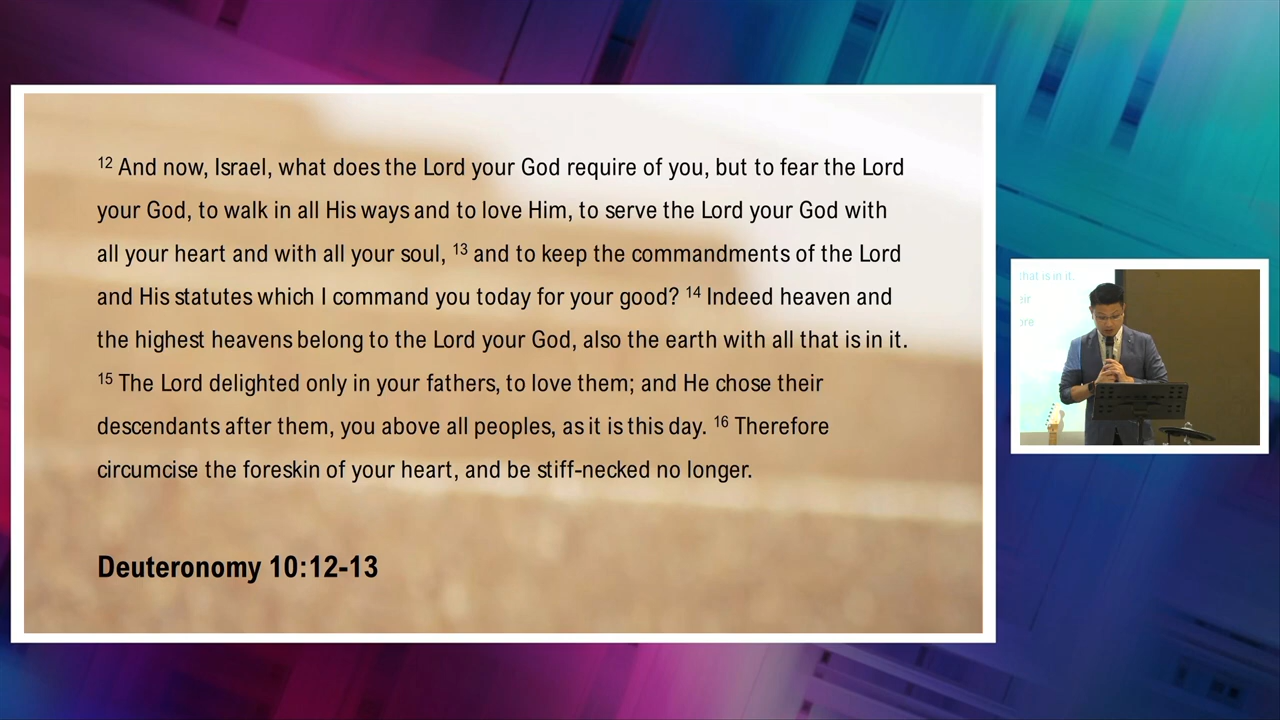 12 And now, Israel, what does the Lord your God require of you, but to fear the Lord
your God, to walk in all His ways and to love Him, to serve the Lord your God with
all your heart and with all your soul, 13 and to keep the commandments of the Lord
and His statutes which I command you today for your good? 14 Indeed heaven and
the highest heavens belong to the Lord your God, also the earth with all that is in it.
15 The Lord delighted only in your fathers, to love them; and He chose their
descendants after them, you above all peoples, as it is this day. 16 Therefore
circumcise the foreskin of your heart, and be stiff-necked no longer.
Deuteronomy 10:12-13
that is in it.
eir
ore